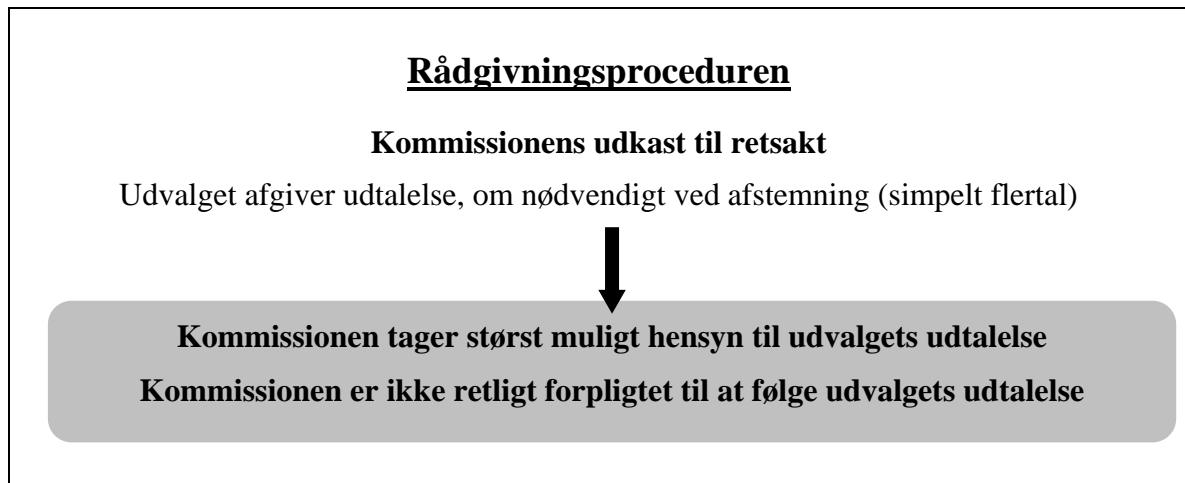 Rådgivningsproceduren
Kommissionens udkast til retsakt
Udvalget afgiver udtalelse, om nødvendigt ved afstemning (simpelt flertal)
Kommissionen tager størst muligt hensyn til udvalgets udtalelse
Kommissionen er ikke retligt forpligtet til at følge udvalgets udtalelse